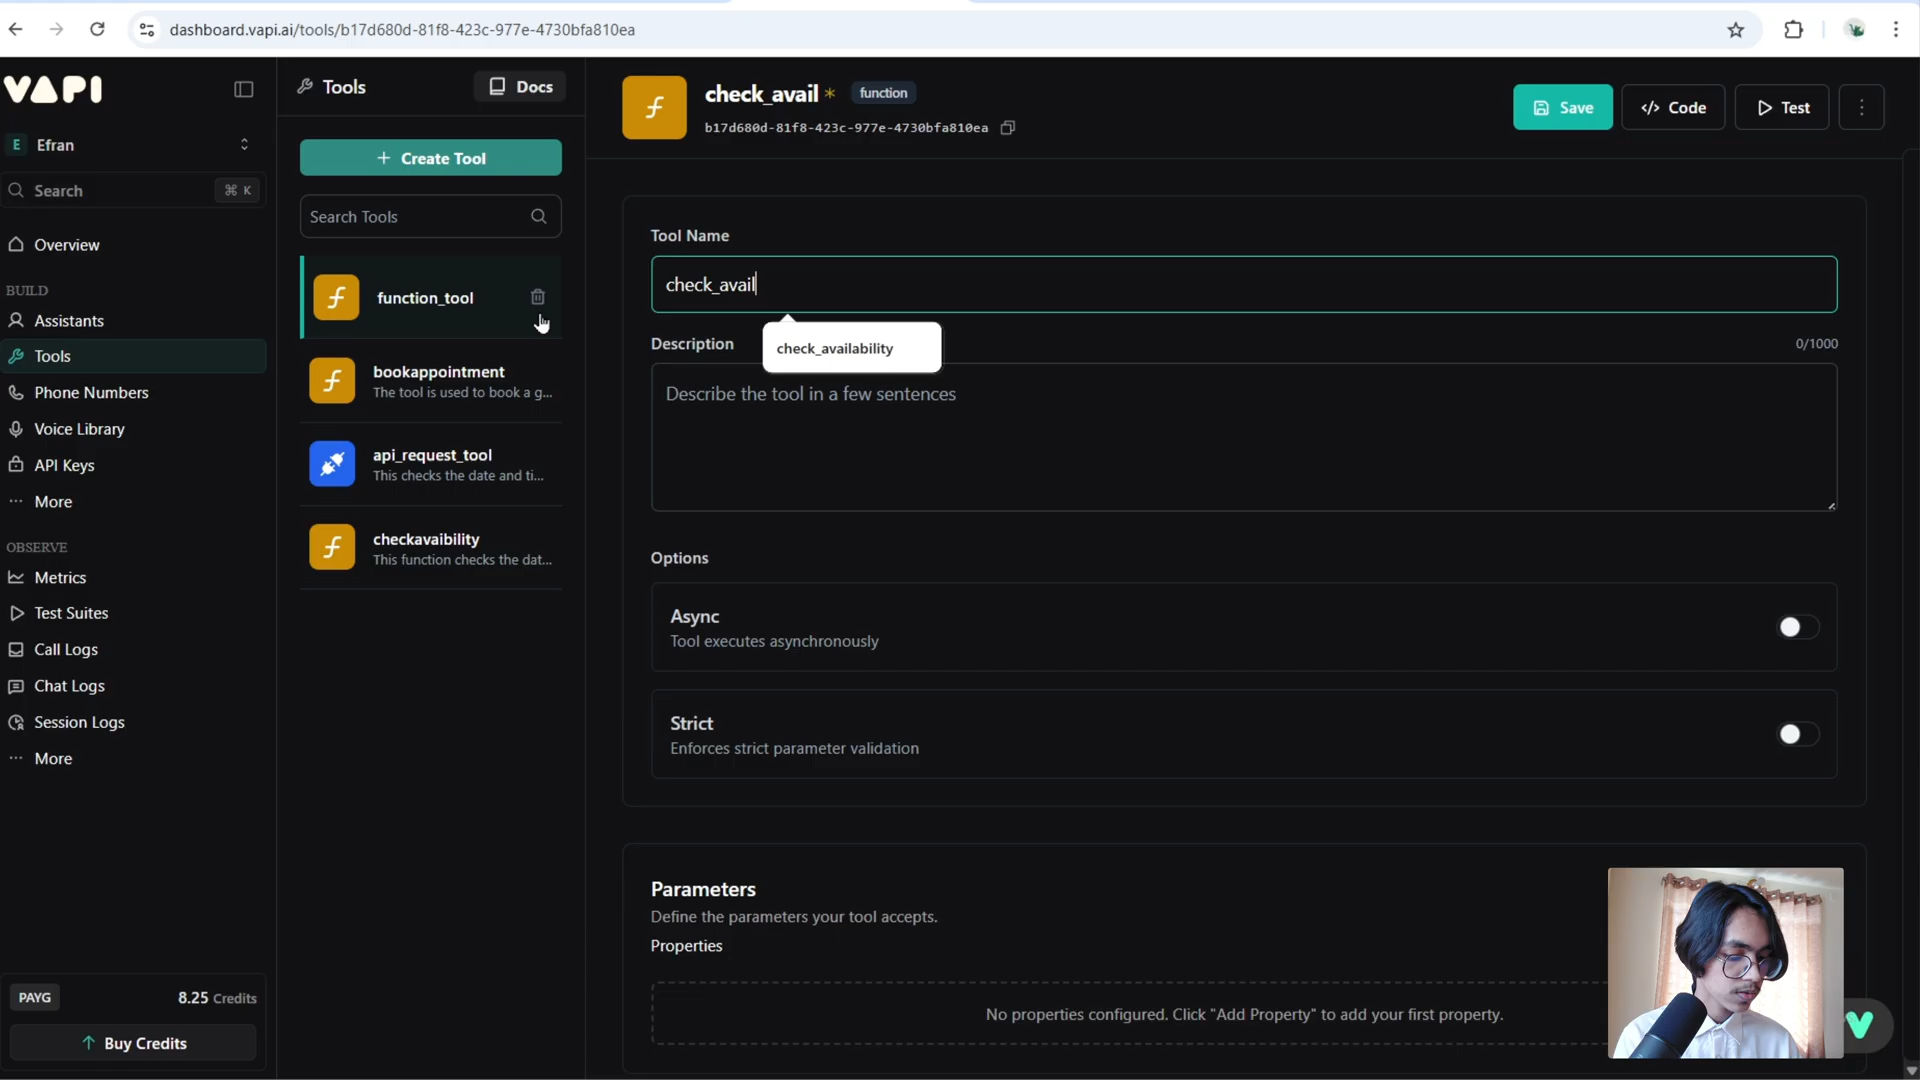 dashboard.vapi.ai/tools/b17d680d-81f8-423c-977e-4730bfa810ea
VAPI
E Efran
Search ⌘ K
Overview
BUILD
Assistants
Tools
Phone Numbers
Voice Library
API Keys
More
OBSERVE
Metrics
Test Suites
Call Logs
Chat Logs
Session Logs
More
PAYG 8.25 Credits
Buy Credits
Tools
Docs
Create Tool
Search Tools
function_tool
bookappointment
The tool is used to book a g...
api_request_tool
This checks the date and ti...
checkavaibility
This function checks the dat...
check_avail * function
b17d680d-81f8-423c-977e-4730bfa810ea
Save
</> Code
Test
Tool Name
check_avail
check_availability
Description
0/1000
Describe the tool in a few sentences
Options
Async
Tool executes asynchronously
Strict
Enforces strict parameter validation
Parameters
Define the parameters your tool accepts.
Properties
No properties configured. Click "Add Property" to add your first property.